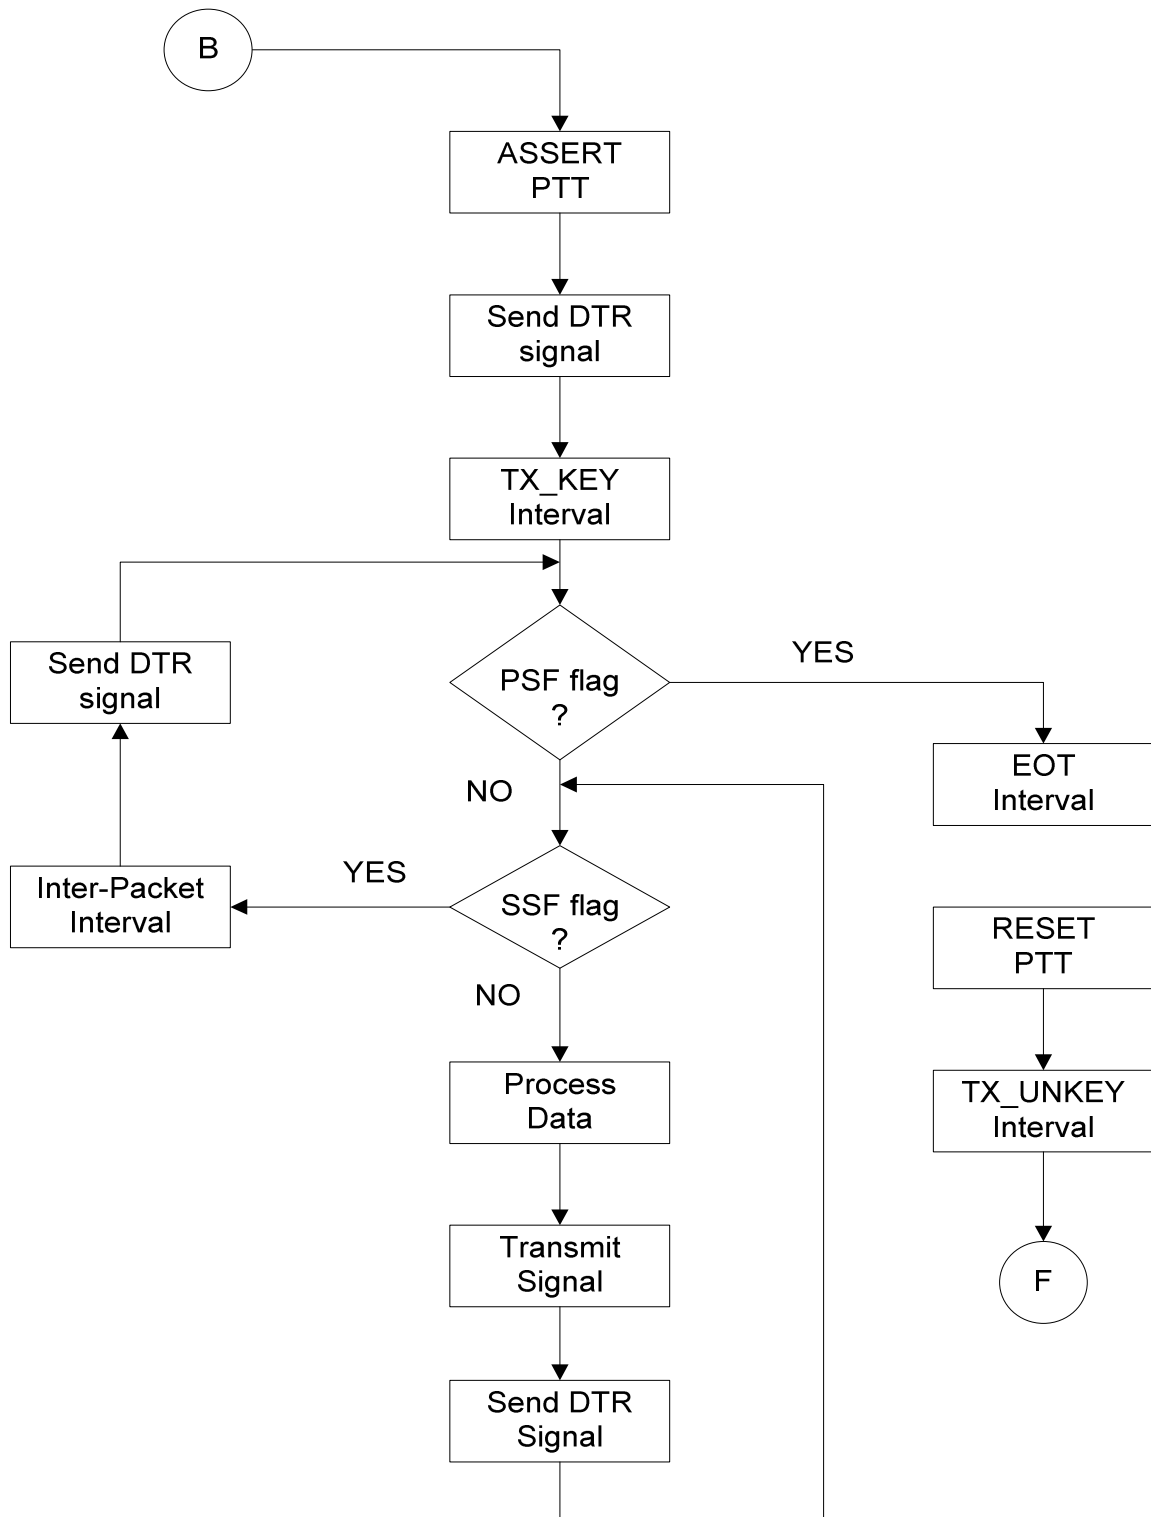 B
ASSERT
PTT
Send DTR
signal
TX_KEY
Interval
Send DTR
signal
PSF flag
?
YES
EOT
Interval
NO
Inter-Packet
Interval
YES
SSF flag
?
RESET
PTT
NO
Process
Data
TX_UNKEY
Interval
Transmit
Signal
F
Send DTR
Signal